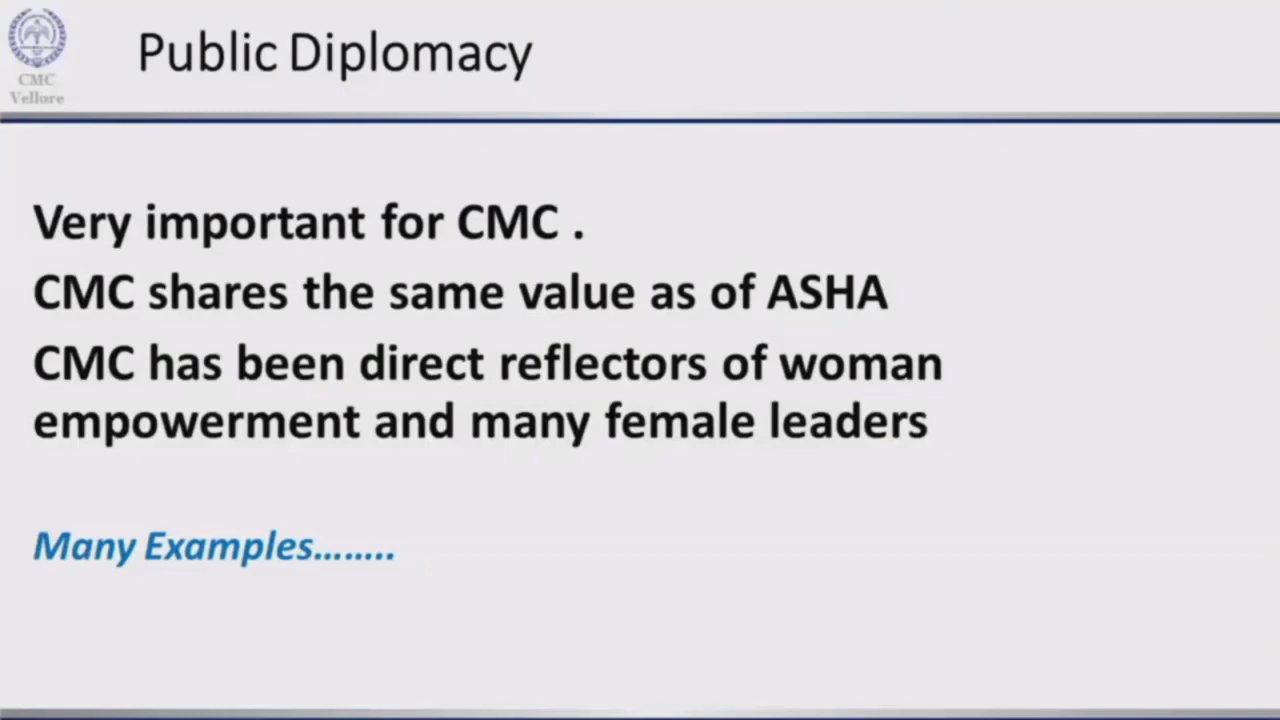 CMC
Vellore
Public Diplomacy
Very important for CMC .
CMC shares the same value as of ASHA
CMC has been direct reflectors of woman
empowerment and many female leaders
Many Examples……..